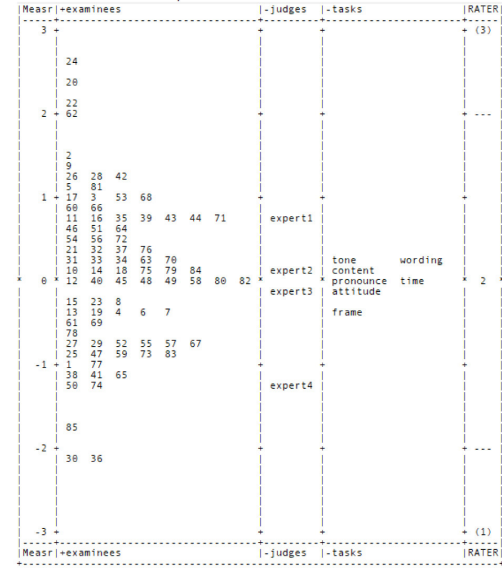 |Measr|+examinees |-judges |-tasks |RATER|
3 + + + + (3)
24
20
22
2 + 62 + + + ---
2
9
26 28 42
5 81
1 + 17 3 53 68 + + +
60 66
11 16 35 39 43 44 71 expert1
46 51 64
54 56 72
21 32 37 76
31 33 34 63 70 tone wording
10 14 18 75 79 84 expert2 content
* 0 * 12 40 45 48 49 58 80 82 * * pronounce time * 2 *
expert3 attitude
15 23 8
13 19 4 6 7 frame
61 69
78
27 29 52 55 57 67
25 47 59 73 83
-1 + 1 77 + + +
38 41 65
50 74 expert4
85
-2 + + + + ---
30 36
-3 + + + + (1)
|Measr|+examinees |-judges |-tasks |RATER|